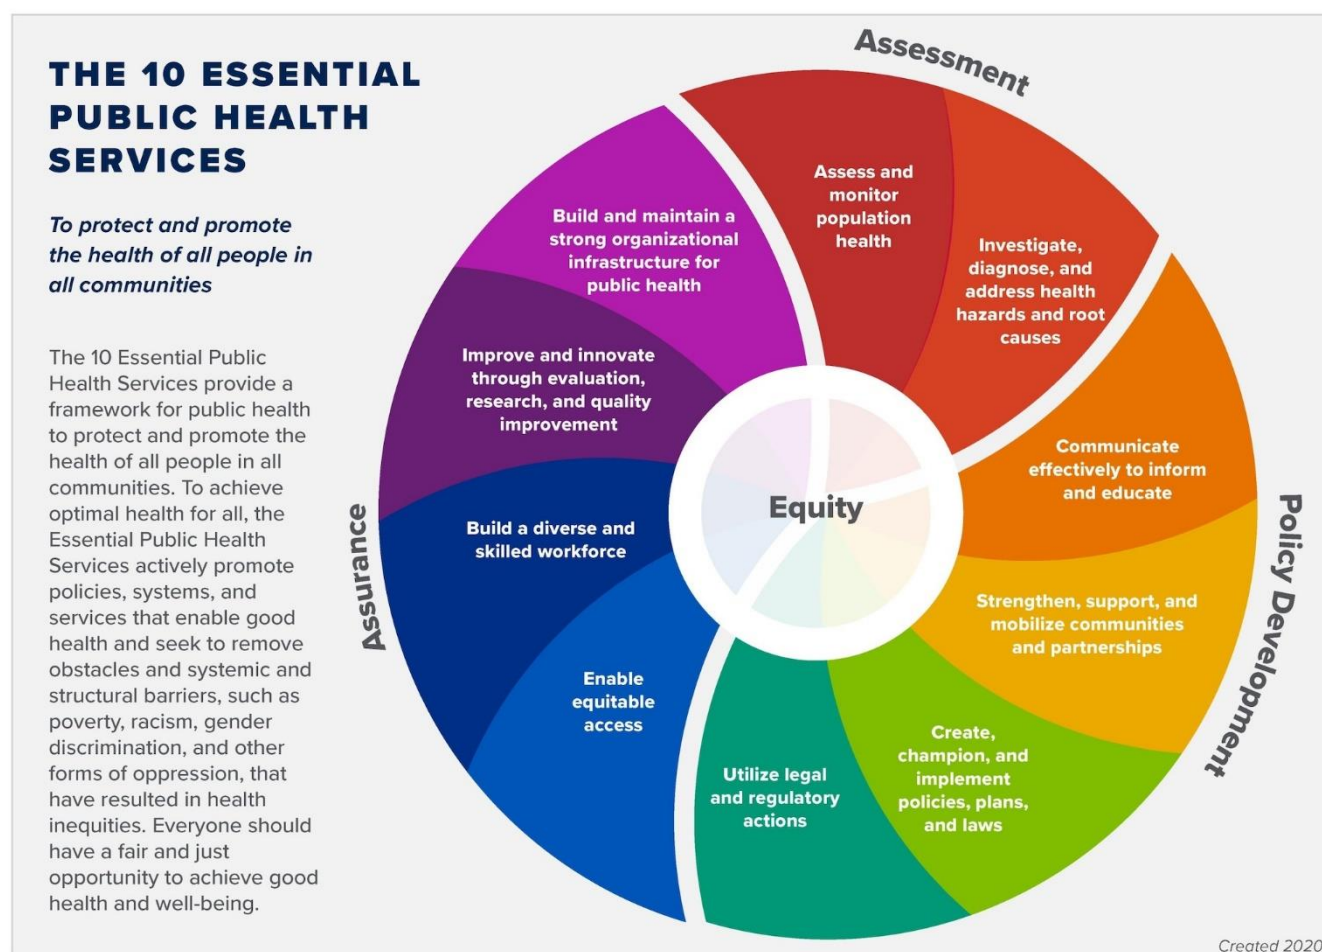 THE 10 ESSENTIAL
PUBLIC HEALTH
SERVICES
To protect and promote
the health of all people in
all communities
The 10 Essential Public
Health Services provide a
framework for public health
to protect and promote the
health of all people in all
communities. To achieve
optimal health for all, the
Essential Public Health
Services actively promote
policies, systems, and
services that enable good
health and seek to remove
obstacles and systemic and
structural barriers, such as
poverty, racism, gender
discrimination, and other
forms of oppression, that
have resulted in health
inequities. Everyone should
have a fair and just
opportunity to achieve good
health and well-being.
Assessment
Assess and
monitor
population
health
Investigate,
diagnose, and
address health
hazards and root
causes
Policy Development
Communicate
effectively to inform
and educate
Strengthen, support, and
mobilize communities
and partnerships
Create,
champion, and
implement
policies, plans,
and laws
Utilize legal
and regulatory
actions
Assurance
Enable
equitable
access
Build a diverse and
skilled workforce
Improve and innovate
through evaluation,
research, and quality
improvement
Build and maintain a
strong organizational
infrastructure for
public health
Equity
Created 2020